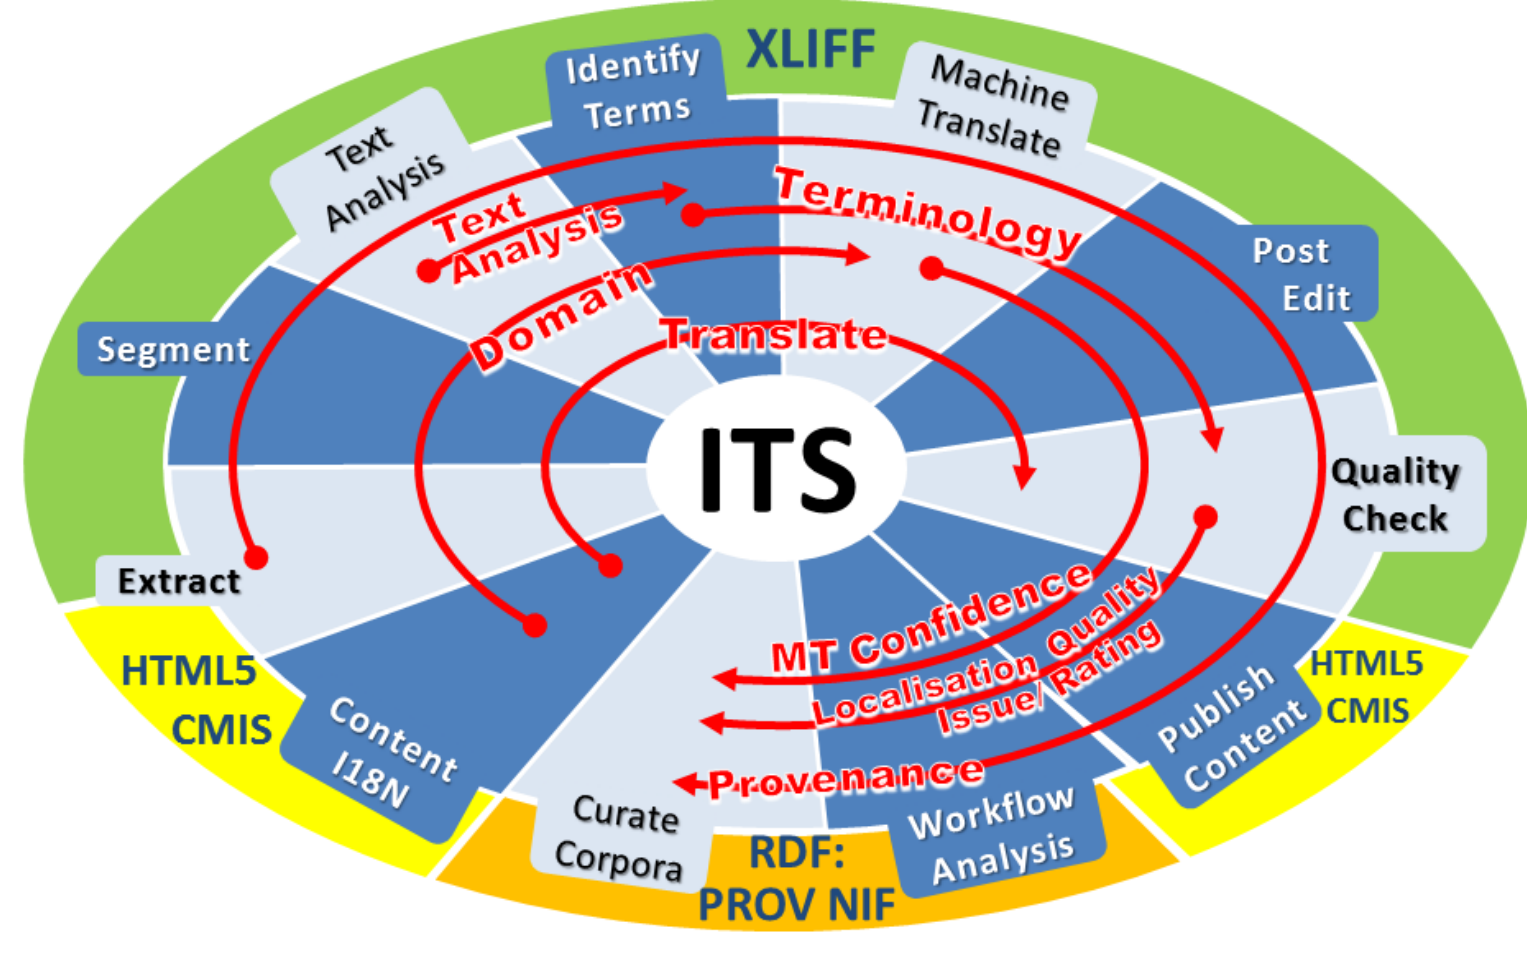 XLIFF
Identify
Terms
Machine
Translate
Text
Analysis
Post
Edit
Segment
Quality
Check
Extract
HTML5
CMIS
HTML5
CMIS
Content
I18N
Publish
Content
Curate
Corpora
Workflow
Analysis
RDF:
PROV NIF
Text
Analysis
Terminology
Domain
Translate
ITS
MT Confidence
Localisation Quality
Issue/ Rating
Provenance